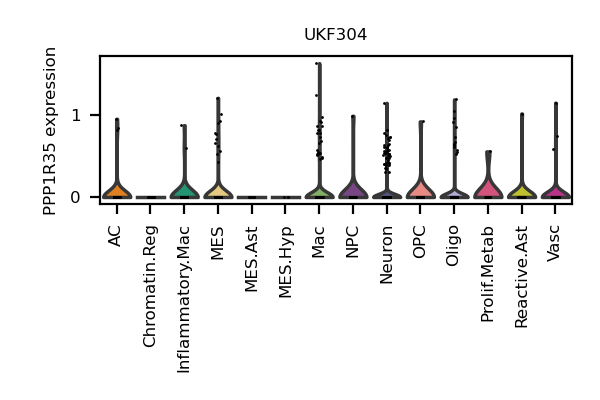 UKF304
PPP1R35 expression
1
0
AC
Chromatin.Reg
Inflammatory.Mac
MES
MES.Ast
MES.Hyp
Mac
NPC
Neuron
OPC
Oligo
Prolif.Metab
Reactive.Ast
Vasc